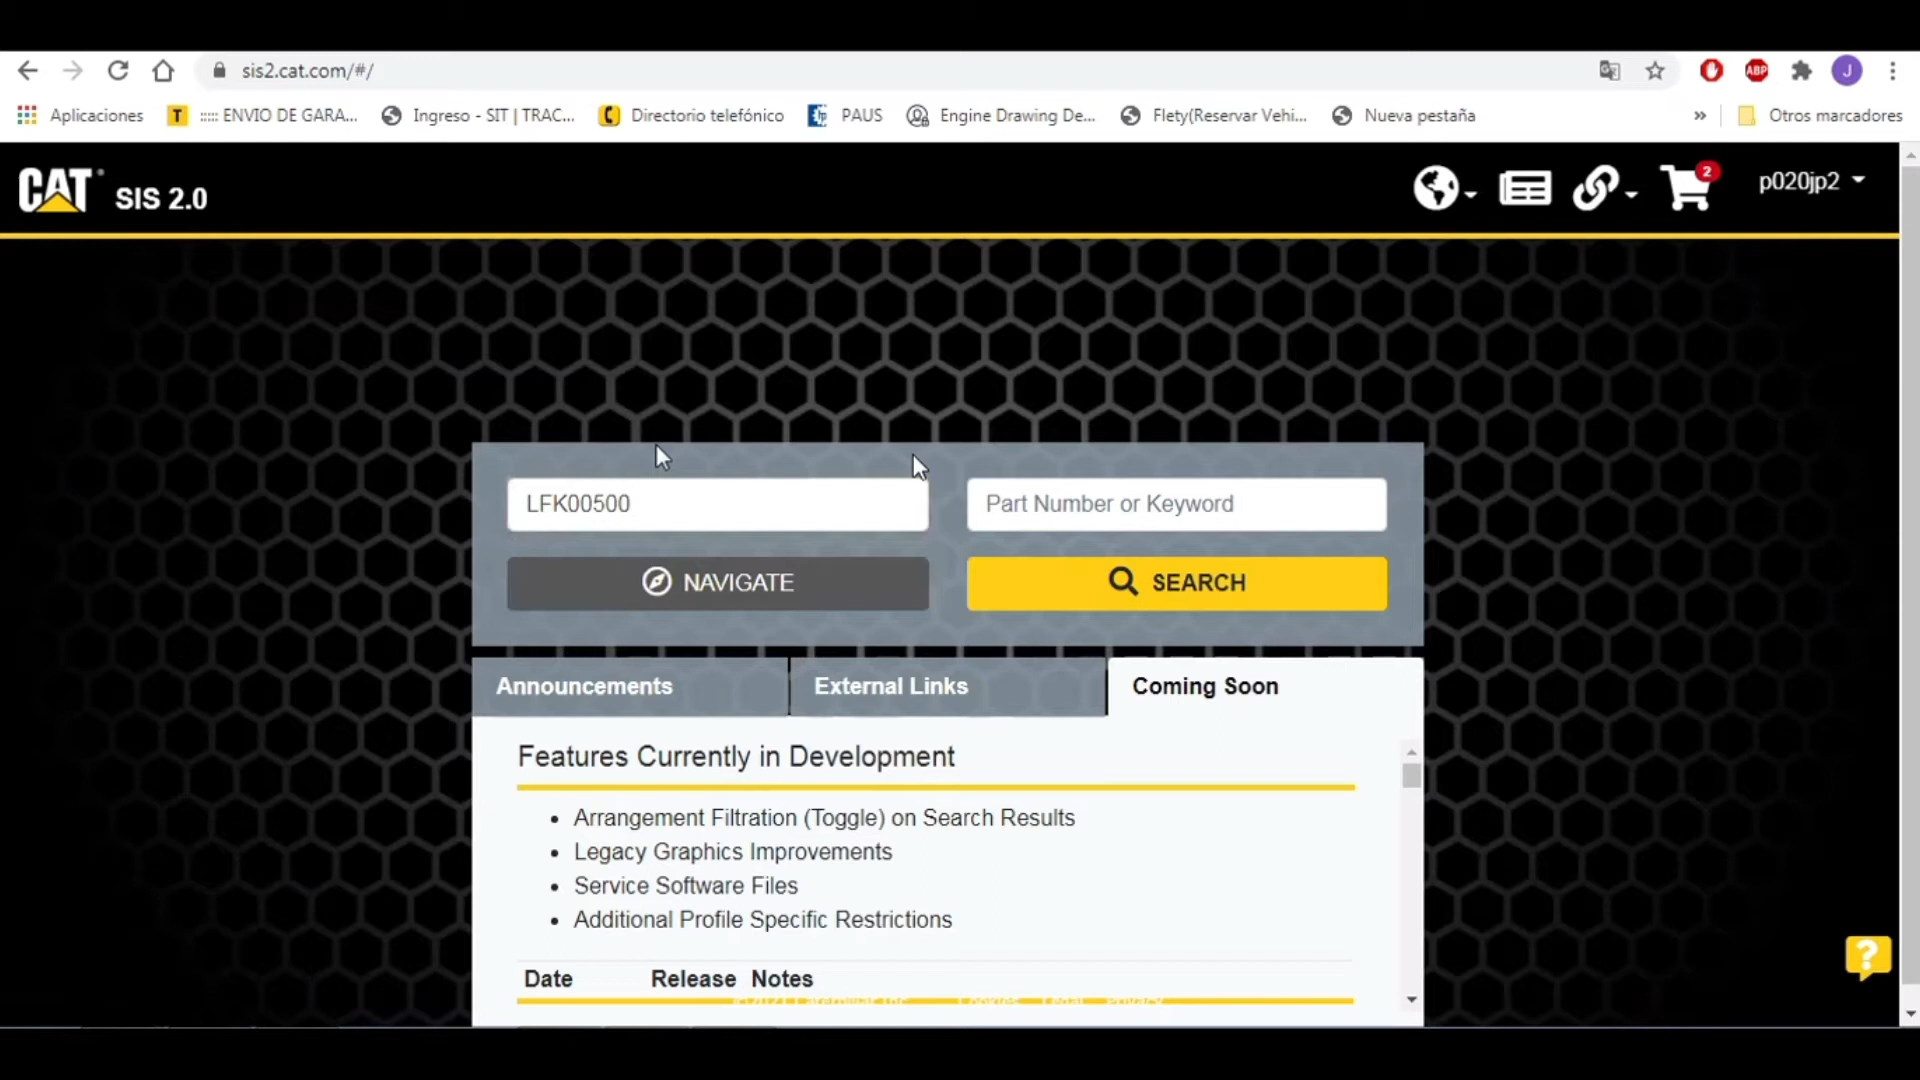 sis2.cat.com/#/
ABP
J
Aplicaciones
T
::::: ENVIO DE GARA...
Ingreso - SIT | TRAC...
Directorio telefónico
PAUS
Engine Drawing De...
Flety(Reservar Vehi...
Nueva pestaña
»
Otros marcadores
CAT SIS 2.0
2
p020jp2
LFK00500
Part Number or Keyword
NAVIGATE
SEARCH
Announcements
External Links
Coming Soon
Features Currently in Development
• Arrangement Filtration (Toggle) on Search Results
• Legacy Graphics Improvements
• Service Software Files
• Additional Profile Specific Restrictions
?
Date Release Notes